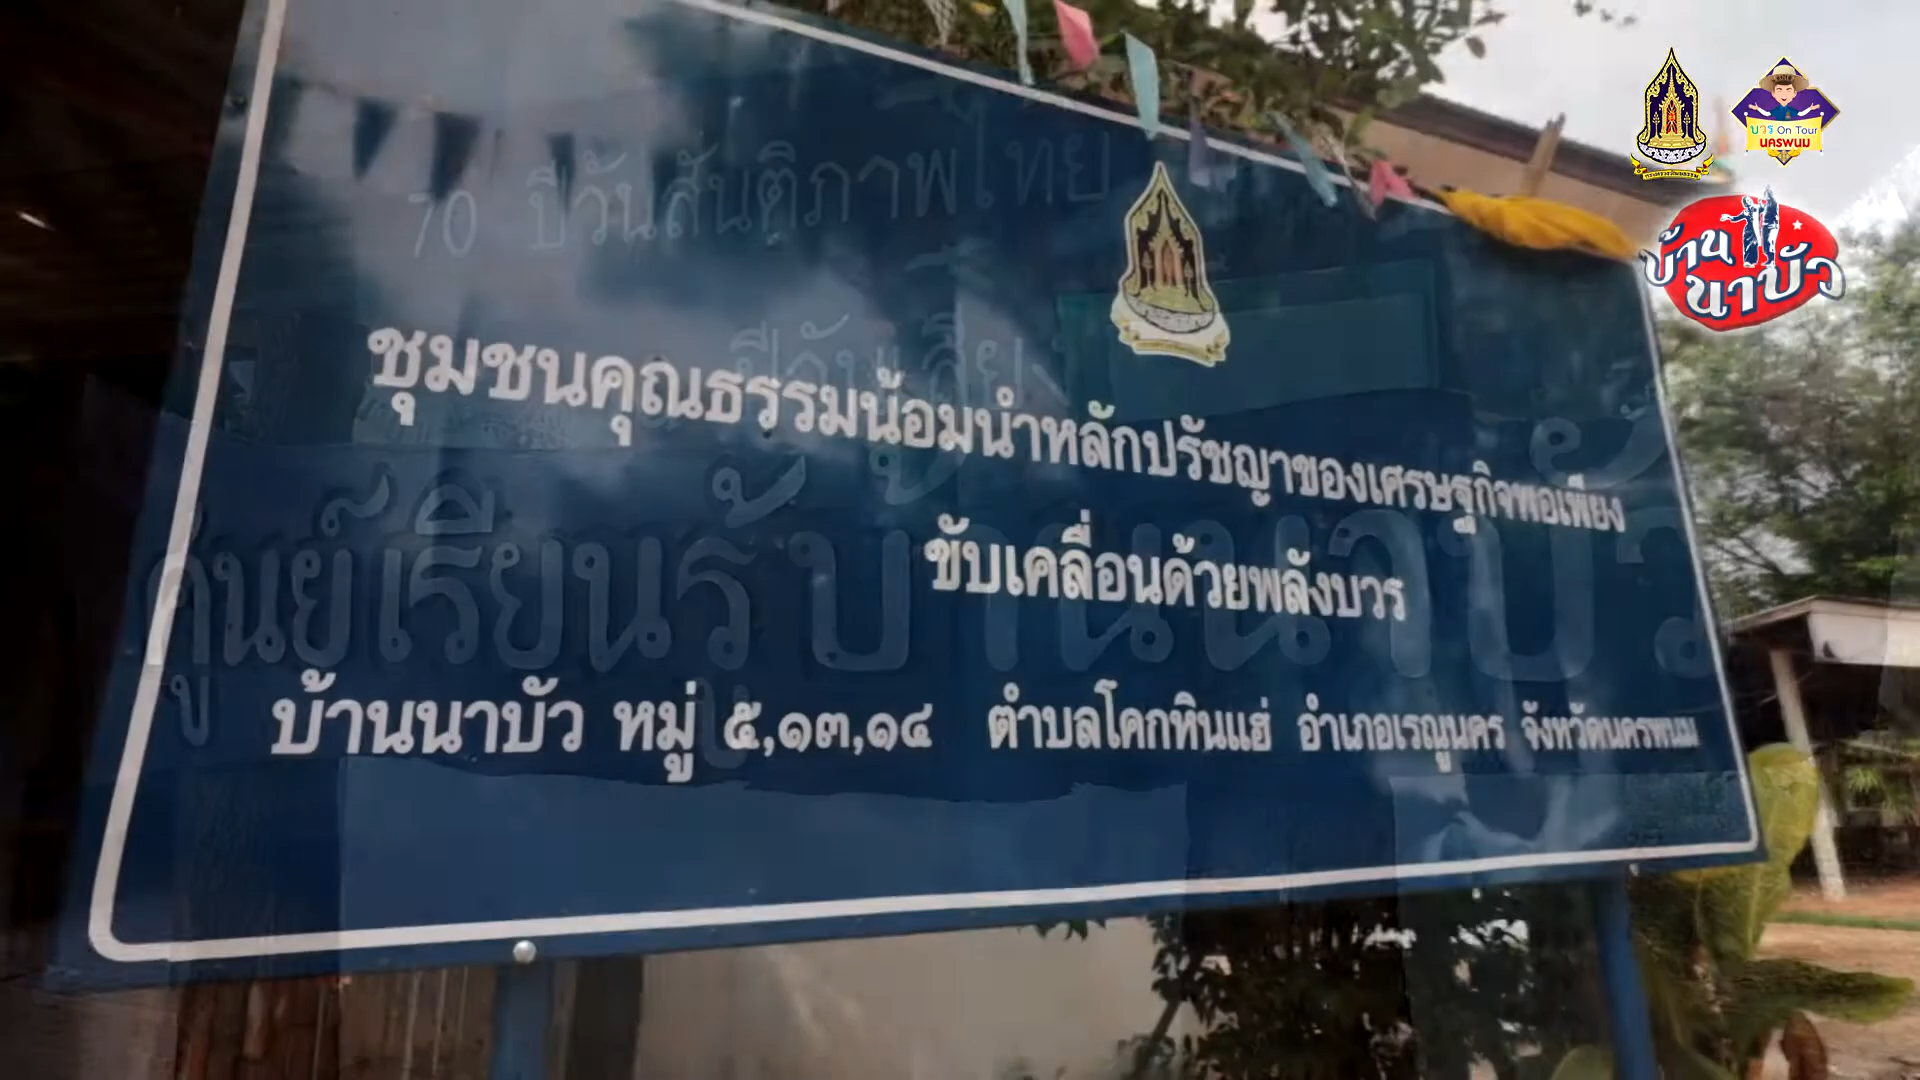 บวร On Tour
นครพนม
บ้าน
นาบัว
70 ปีวันสันติภาพไทย
ปีวันเสียง
ชุมชนคุณธรรมน้อมนำหลักปรัชญาของเศรษฐกิจพอเพียง
ขับเคลื่อนด้วยพลังบวร
ศูนย์เรียนรู้บ้านนาบัว
บ้านนาบัว หมู่ ๕,๑๓,๑๔ ตำบลโคกหินแฮ่ อำเภอเรณูนคร จังหวัดนครพนม